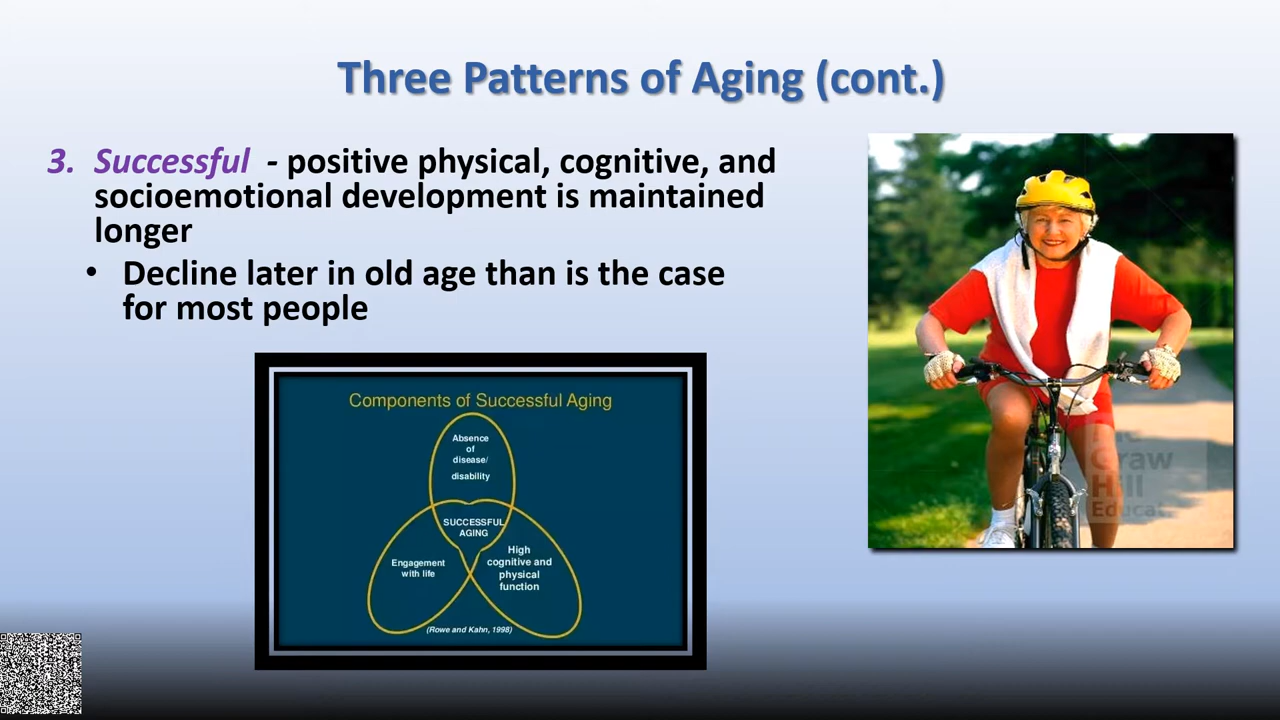 Three Patterns of Aging (cont.)
3. Successful - positive physical, cognitive, and
socioemotional development is maintained
longer
• Decline later in old age than is the case
for most people
Components of Successful Aging
Absence
of
disease/
disability
SUCCESSFUL
AGING
Engagement
with life
High
cognitive and
physical
function
(Rowe and Kahn, 1998)
Hill